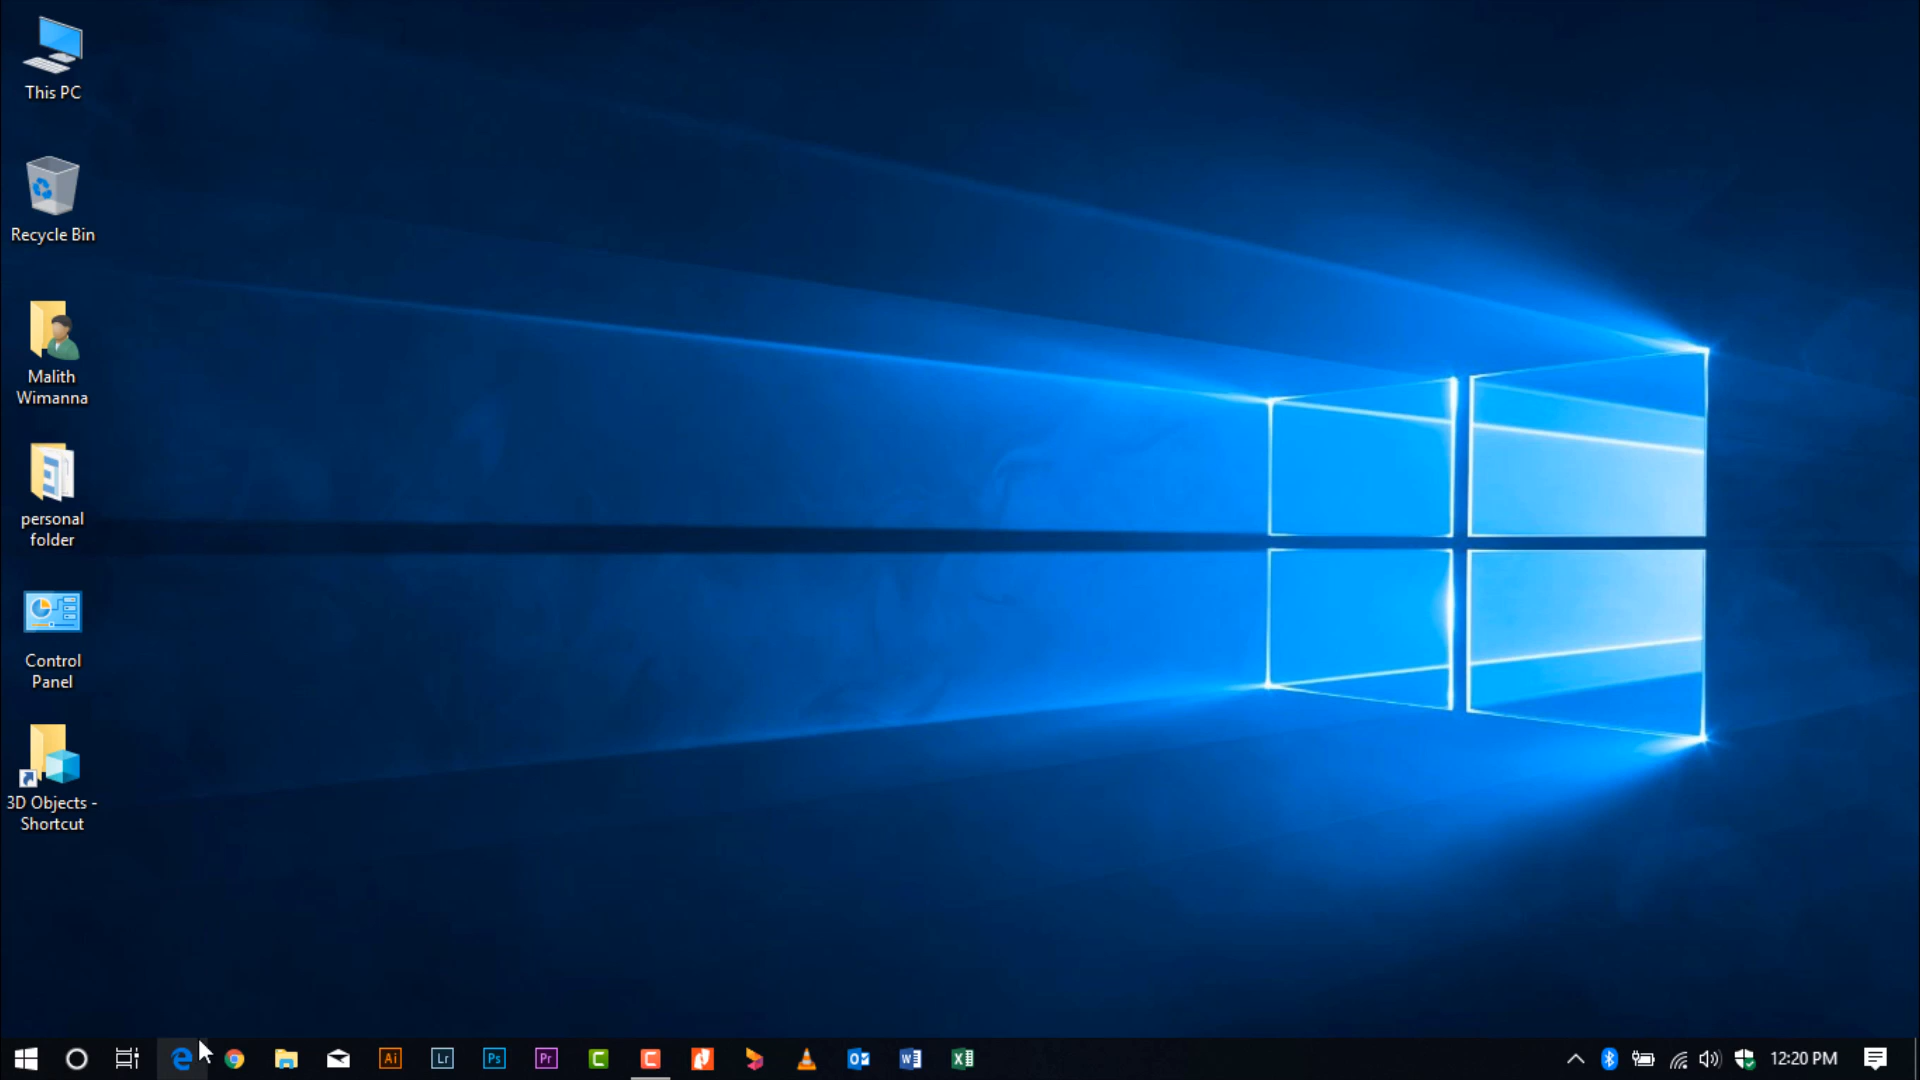 This PC
Recycle Bin
Malith
Wimanna
personal
folder
Control
Panel
3D Objects -
Shortcut
Ai
Lr
Ps
Pr
12:20 PM